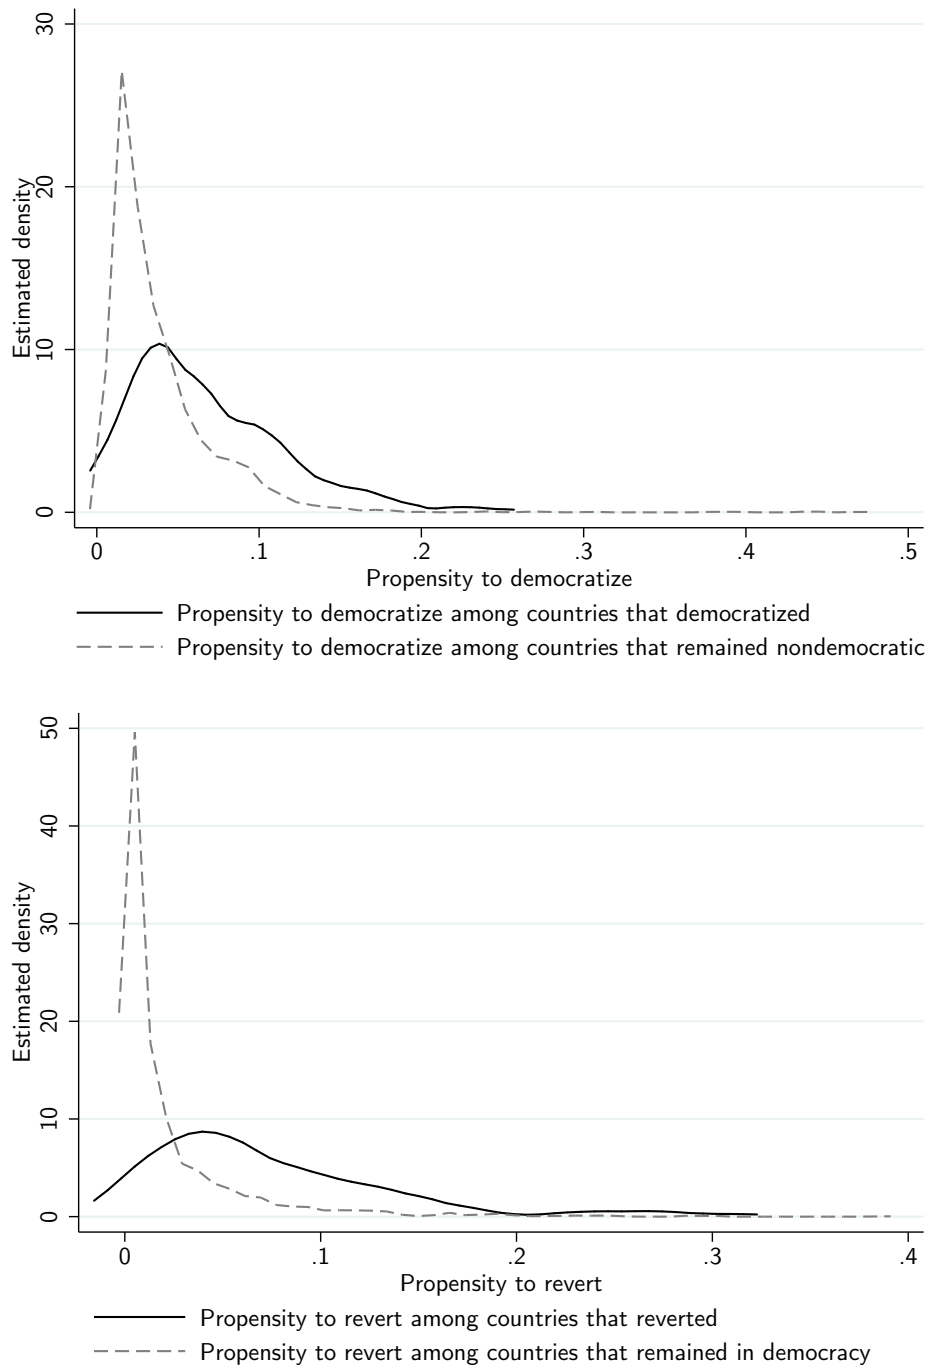 30
20
10
0
Estimated density
0 .1 .2 .3 .4 .5
Propensity to democratize
Propensity to democratize among countries that democratized
Propensity to democratize among countries that remained nondemocratic
50
40
30
20
10
0
Estimated density
0 .1 .2 .3 .4
Propensity to revert
Propensity to revert among countries that reverted
Propensity to revert among countries that remained in democracy